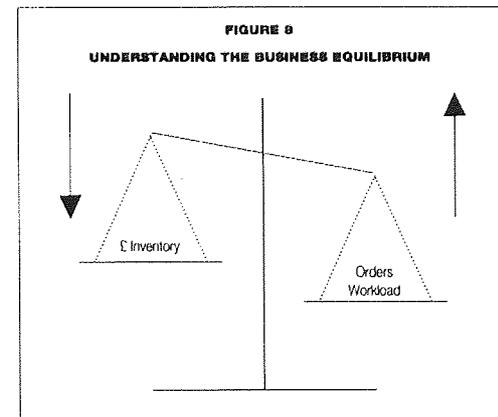 FIGURE 8
UNDERSTANDING THE BUSINESS EQUILIBRIUM
£ Inventory
Orders
Workload